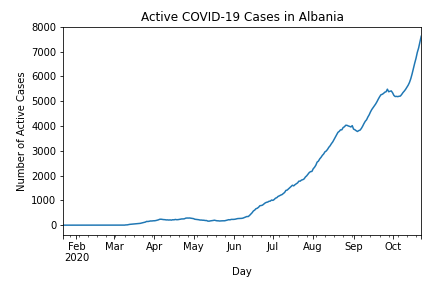 Active COVID-19 Cases in Albania
Number of Active Cases
8000
7000
6000
5000
4000
3000
2000
1000
0
Feb Mar Apr May Jun Jul Aug Sep Oct
2020
Day